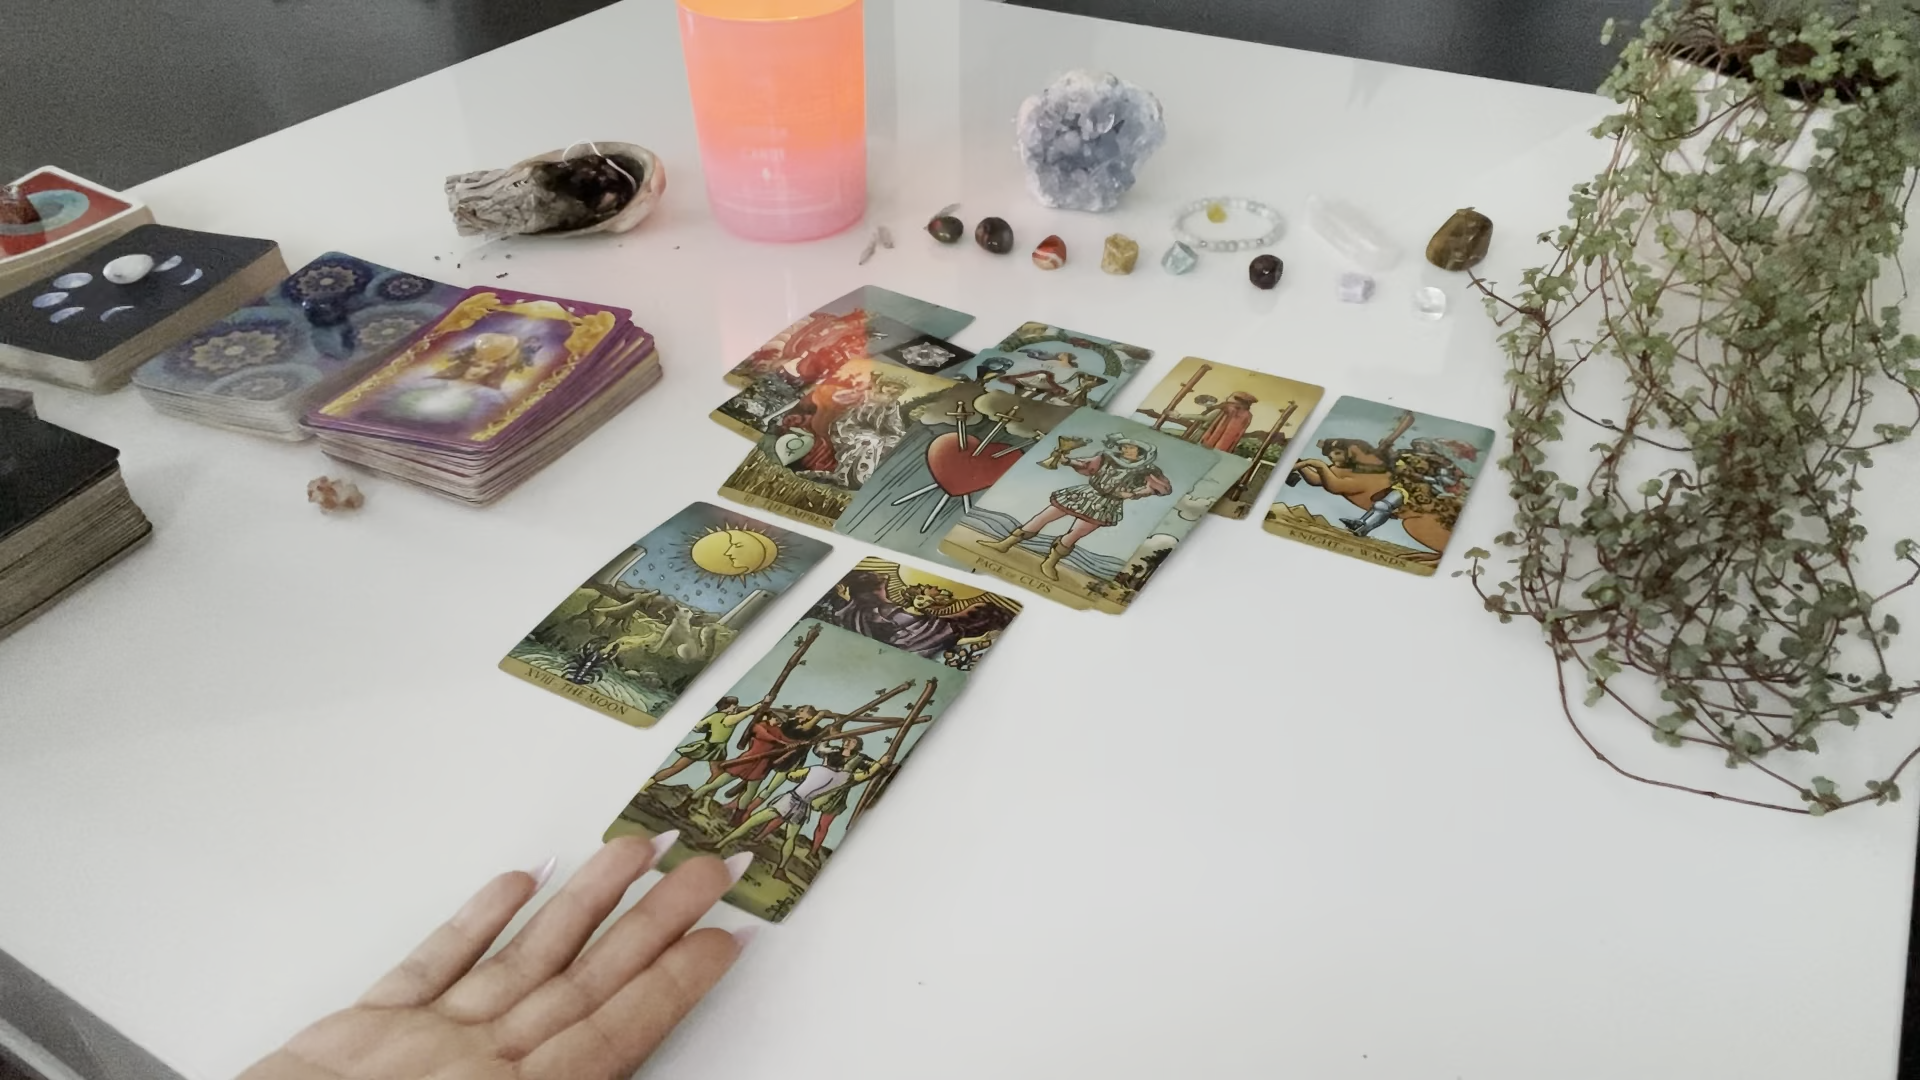 III · THE EMPRESS
PAGE OF CUPS
KNIGHT OF WANDS
XVIII · THE MOON
V